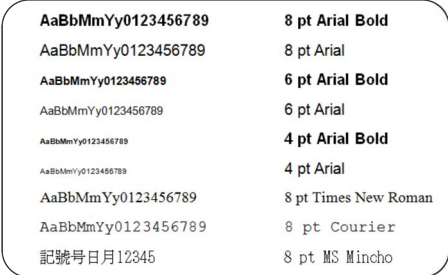 AaBbMmYy0123456789 8 pt Arial Bold
AaBbMmYy0123456789 8 pt Arial
AaBbMmYy0123456789 6 pt Arial Bold
AaBbMmYy0123456789 6 pt Arial
AaBbMmYy0123456789 4 pt Arial Bold
AaBbMmYy0123456789 4 pt Arial
AaBbMmYy0123456789 8 pt Times New Roman
AaBbMmYy0123456789 8 pt Courier
記號号日月12345 8 pt MS Mincho